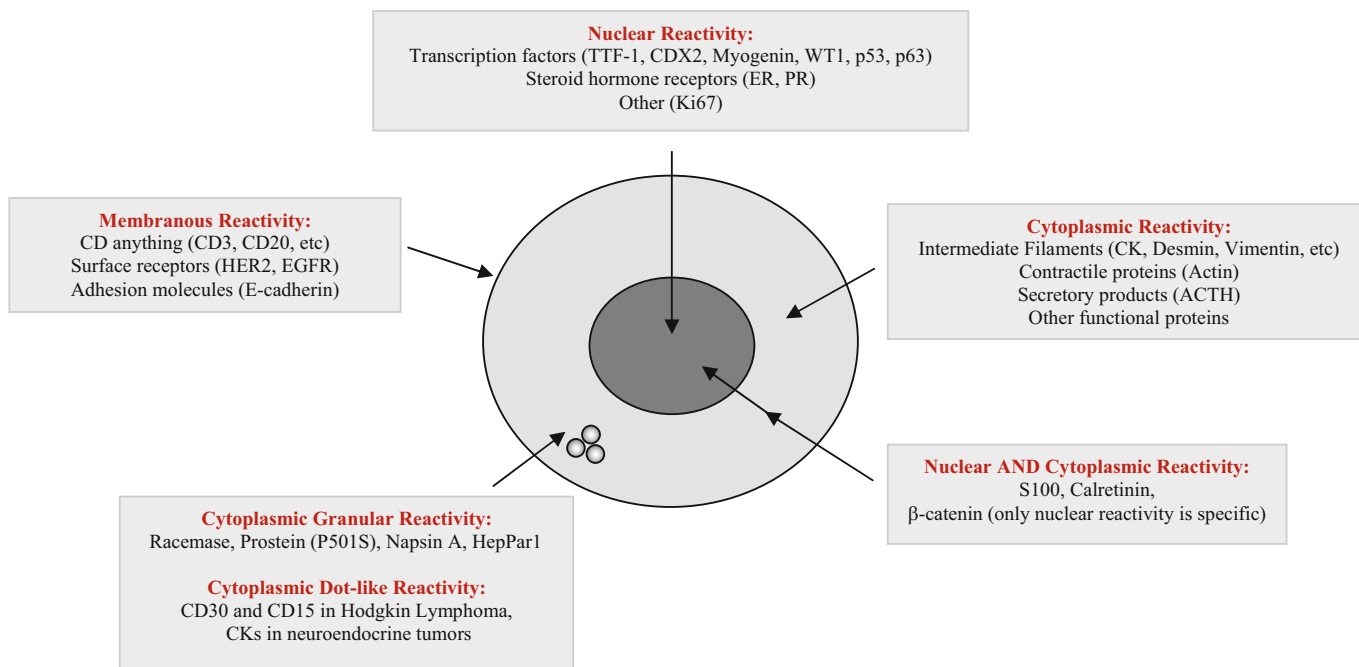 Nuclear Reactivity:
Transcription factors (TTF-1, CDX2, Myogenin, WT1, p53, p63)
Steroid hormone receptors (ER, PR)
Other (Ki67)
Membranous Reactivity:
CD anything (CD3, CD20, etc)
Surface receptors (HER2, EGFR)
Adhesion molecules (E-cadherin)
Cytoplasmic Reactivity:
Intermediate Filaments (CK, Desmin, Vimentin, etc)
Contractile proteins (Actin)
Secretory products (ACTH)
Other functional proteins
Nuclear AND Cytoplasmic Reactivity:
S100, Calretinin,
β-catenin (only nuclear reactivity is specific)
Cytoplasmic Granular Reactivity:
Racemase, Prostein (P501S), Napsin A, HepPar1
Cytoplasmic Dot-like Reactivity:
CD30 and CD15 in Hodgkin Lymphoma,
CKs in neuroendocrine tumors